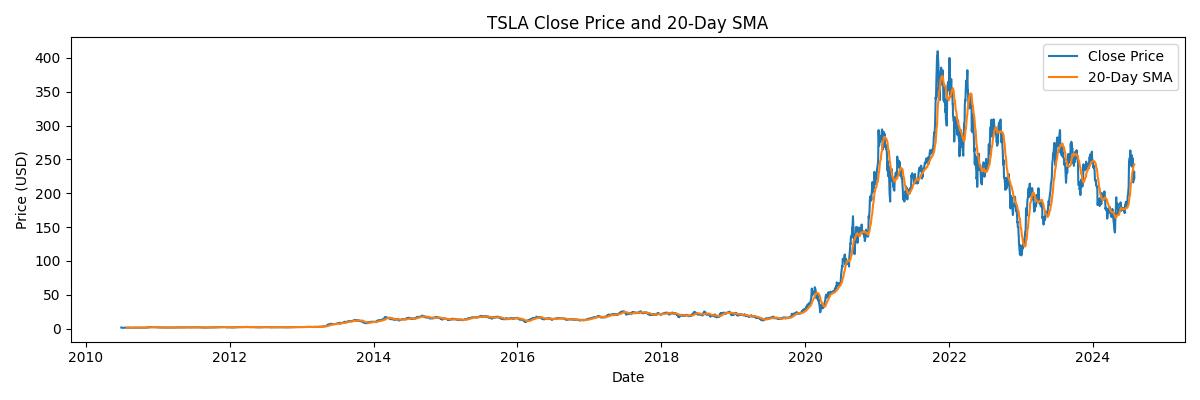 TSLA Close Price and 20-Day SMA
Close Price
20-Day SMA
Price (USD)
400
350
300
250
200
150
100
50
0
2010 2012 2014 2016 2018 2020 2022 2024
Date